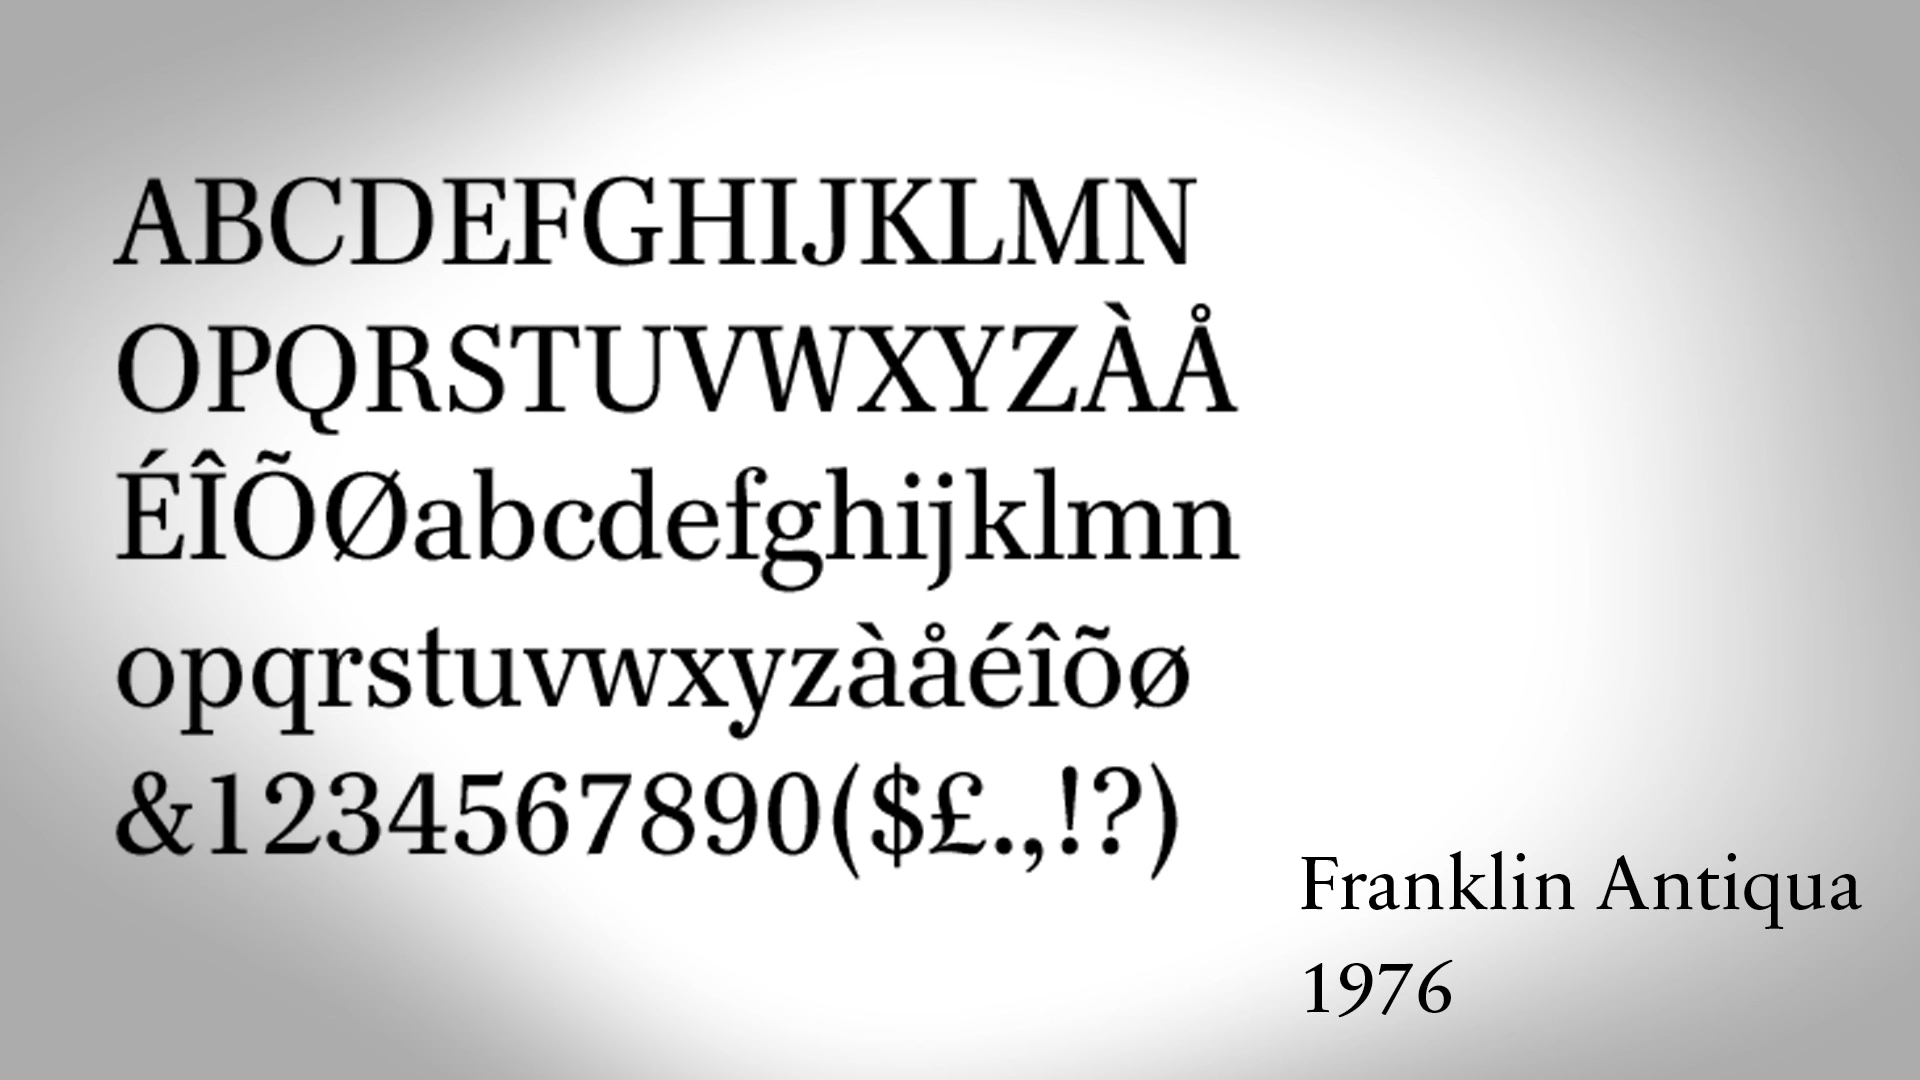 ABCDEFGHIJKLMN
OPQRSTUVWXYZÀÅ
ÉÎÕØabcdefghijklmn
opqrstuvwxyzàåéîõø
&1234567890($£.,!?)
Franklin Antiqua
1976